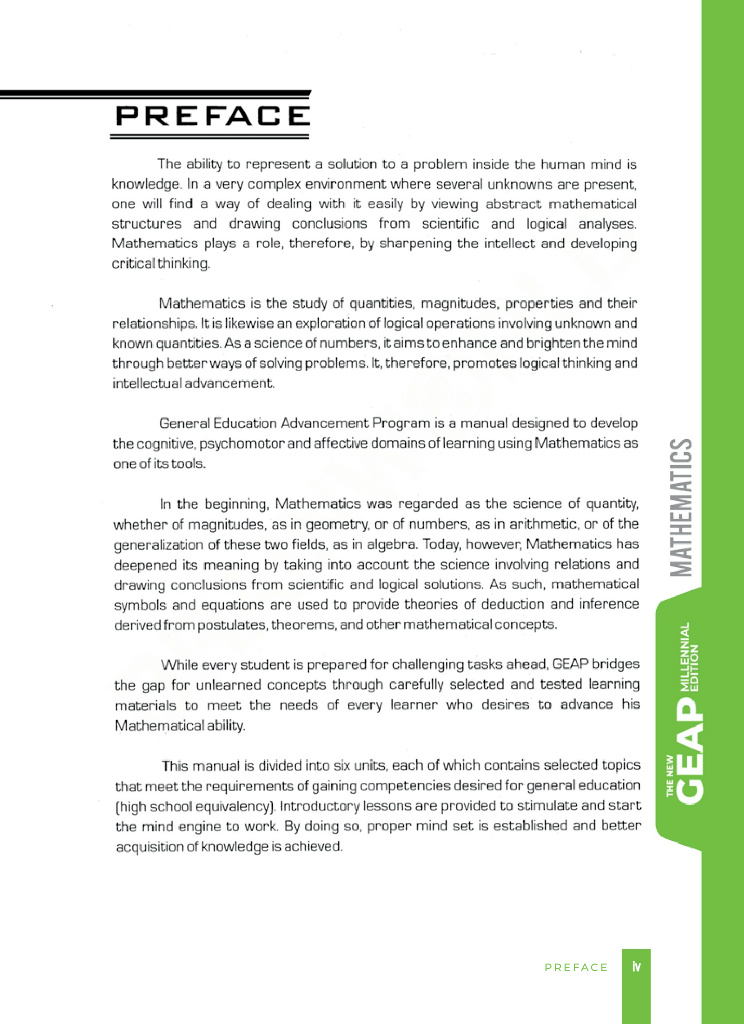 PREFACE
The ability to represent a solution to a problem inside the human mind is
knowledge. In a very complex environment where several unknowns are present,
one will find a way of dealing with it easily by viewing abstract mathematical
structures and drawing conclusions from scientific and logical analyses.
Mathematics plays a role, therefore, by sharpening the intellect and developing
critical thinking.
Mathematics is the study of quantities, magnitudes, properties and their
relationships. It is likewise an exploration of logical operations involving unknown and
known quantities. As a science of numbers, it aims to enhance and brighten the mind
through better ways of solving problems. It, therefore, promotes logical thinking and
intellectual advancement.
General Education Advancement Program is a manual designed to develop
the cognitive, psychomotor and affective domains of learning using Mathematics as
one of its tools.
In the beginning, Mathematics was regarded as the science of quantity,
whether of magnitudes, as in geometry, or of numbers, as in arithmetic, or of the
generalization of these two fields, as in algebra. Today, however, Mathematics has
deepened its meaning by taking into account the science involving relations and
drawing conclusions from scientific and logical solutions. As such, mathematical
symbols and equations are used to provide theories of deduction and inference
derived from postulates, theorems, and other mathematical concepts.
While every student is prepared for challenging tasks ahead, GEAP bridges
the gap for unlearned concepts through carefully selected and tested learning
materials to meet the needs of every learner who desires to advance his
Mathematical ability.
This manual is divided into six units, each of which contains selected topics
that meet the requirements of gaining competencies desired for general education
(high school equivalency). Introductory lessons are provided to stimulate and start
the mind engine to work. By doing so, proper mind set is established and better
acquisition of knowledge is achieved.
MATHEMATICS
THE NEW
GEAP
MILLENNIAL
EDITION
PREFACE iv